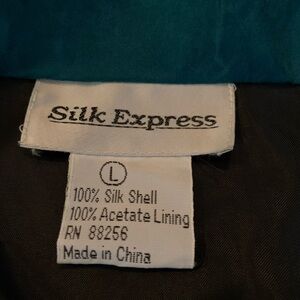 Silk Express
L
100% Silk Shell
100% Acetate Lining
RN 88256
Made in China